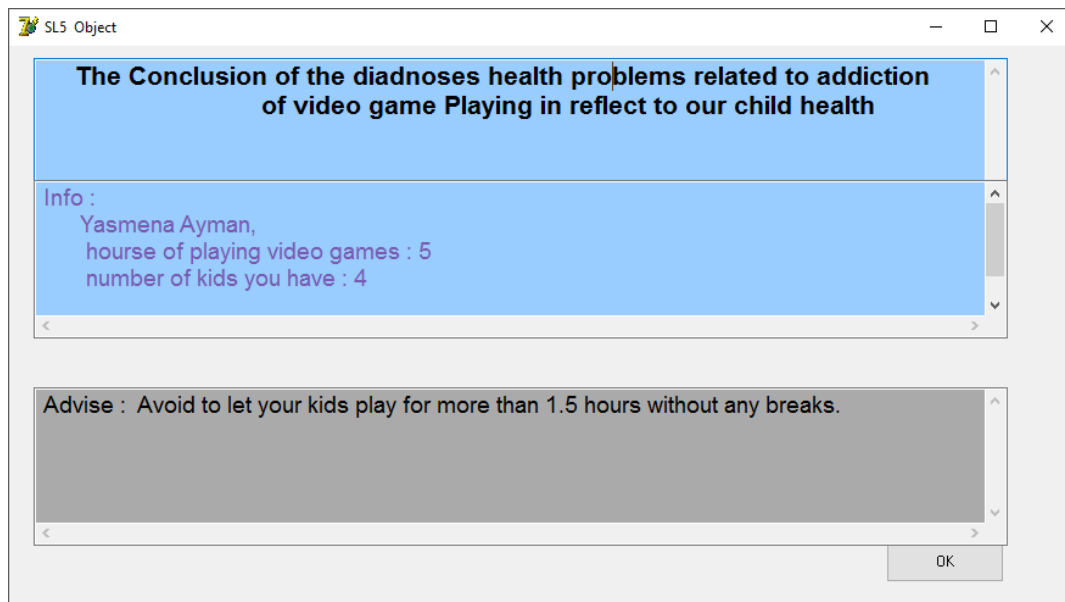 SL5 Object
The Conclusion of the diadnoses health problems related to addiction
of video game Playing in reflect to our child health
Info :
Yasmena Ayman,
hourse of playing video games : 5
number of kids you have : 4
Advise : Avoid to let your kids play for more than 1.5 hours without any breaks.
OK